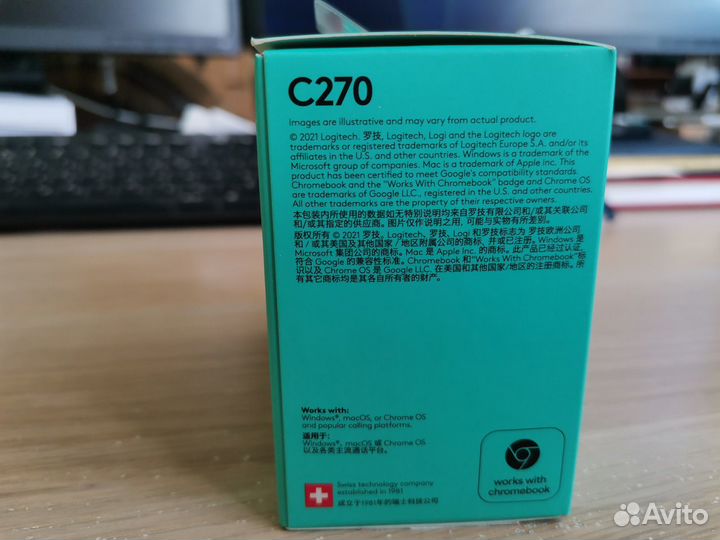 C270
Images are illustrative and may vary from actual product.
© 2021 Logitech. 罗技, Logitech, Logi and the Logitech logo are
trademarks or registered trademarks of Logitech Europe S.A. and/or its
affiliates in the U.S. and other countries. Windows is a trademark of the
Microsoft group of companies. Mac is a trademark of Apple Inc. This
product has been certified to meet Google's compatibility standards.
Chromebook and the "Works With Chromebook" badge and Chrome OS
are trademarks of Google LLC., registered in the U.S. and other countries.
All other trademarks are the property of their respective owners.
本包装内所使用的数据如无特别说明均来自罗技有限公司和/或其关联公司
和/或其指定的供应商。图片仅作说明之用, 可能与实物有所差别。
版权所有 © 2021 罗技。Logitech, 罗技, Logi 和罗技标志为 罗技欧洲公司
和 / 或其美国及其他国家 / 地区附属公司的商标, 并或已注册。Windows 是
Microsoft 集团公司的商标。Mac 是 Apple Inc. 的商标。此产品已经过认证,
符合 Google 的兼容性标准。Chromebook 和"Works With Chromebook"标
识以及 Chrome OS 是 Google LLC. 在美国和其他国家/地区的注册商标。所
有其它商标均是其各自所有者的财产。
Works with:
Windows®, macOS, or Chrome OS
and popular calling platforms.
适用于:
Windows®, macOS 或 Chrome OS
以及各类主流通话平台。
Swiss technology company
established in 1981
成立于1981年的瑞士科技公司
works with
chromebook
Avito